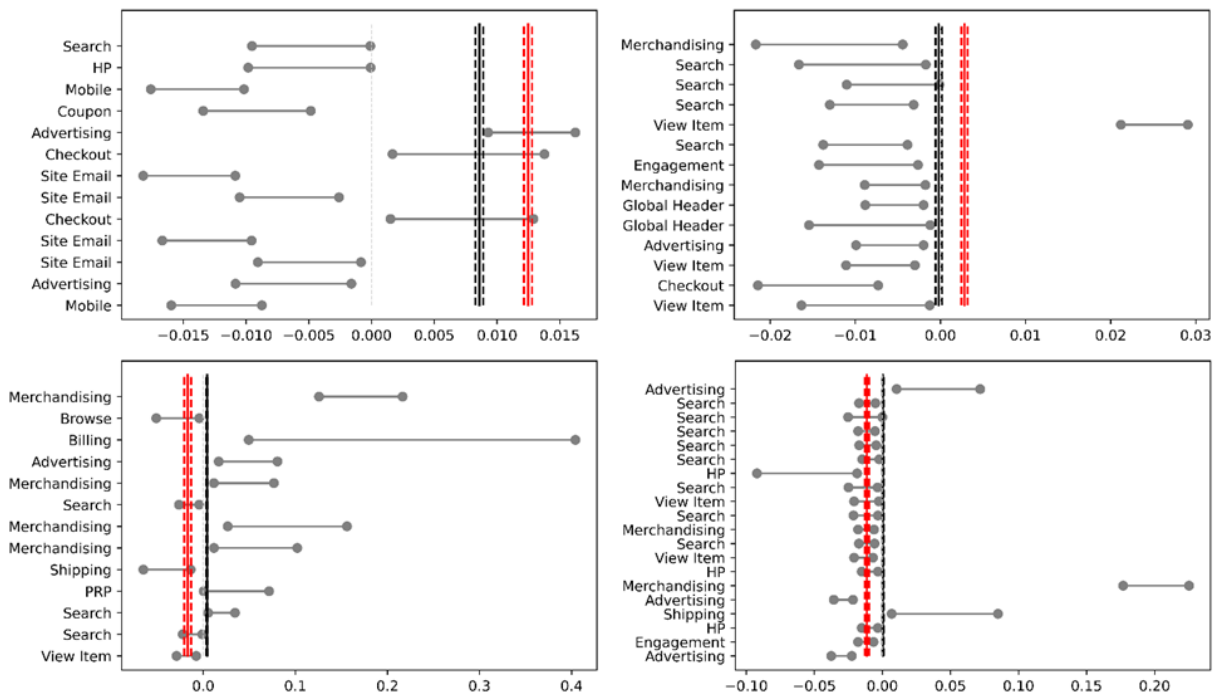 Search
HP
Mobile
Coupon
Advertising
Checkout
Site Email
Site Email
Checkout
Site Email
Site Email
Advertising
Mobile
−0.015 −0.010 −0.005 0.000 0.005 0.010 0.015
Merchandising
Search
Search
Search
View Item
Search
Engagement
Merchandising
Global Header
Global Header
Advertising
View Item
Checkout
View Item
−0.02 −0.01 0.00 0.01 0.02 0.03
Merchandising
Browse
Billing
Advertising
Merchandising
Search
Merchandising
Merchandising
Shipping
PRP
Search
Search
View Item
0.0 0.1 0.2 0.3 0.4
Advertising
Search
Search
Search
Search
Search
HP
Search
View Item
Search
Merchandising
Search
View Item
HP
Merchandising
Advertising
Shipping
HP
Engagement
Advertising
−0.10 −0.05 0.00 0.05 0.10 0.15 0.20